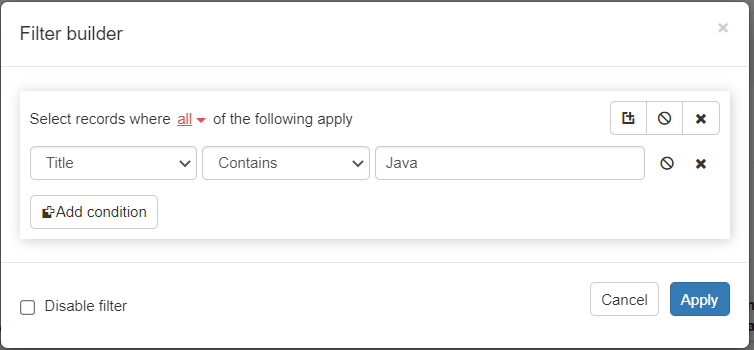 Filter builder
Select records where all of the following apply
Title Contains Java
Add condition
Disable filter Cancel Apply